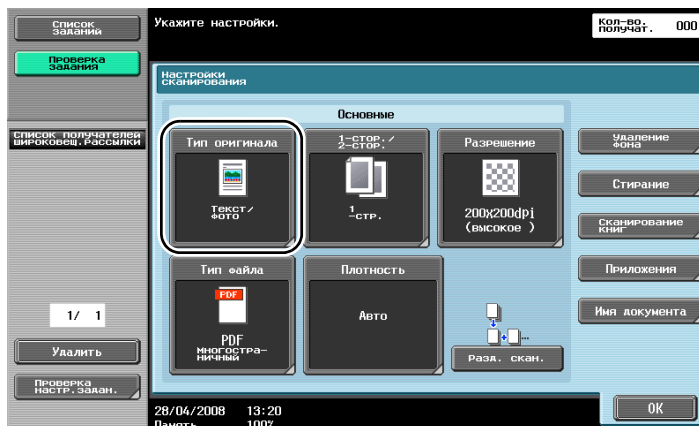 Список
заданий
Укажите настройки.
Кол-во.
получат.
000
Проверка
задания
Настройки
сканирования
Основные
Список получателей
широковещ.рассылки
Тип оригинала
1-стор./
2-стор.
Разрешение
Удаление
фона
Текст/
Фото
1
-стр.
200X200dpi
(высокое )
Стирание
Сканирование
книг
Тип файла
Плотность
Приложения
PDF
1/ 1
Авто
Имя документа
PDF
Многостра-
ничный
Удалить
Разд. скан.
Проверка
настр.задан.
28/04/2008 13:20
Память 100%
OK